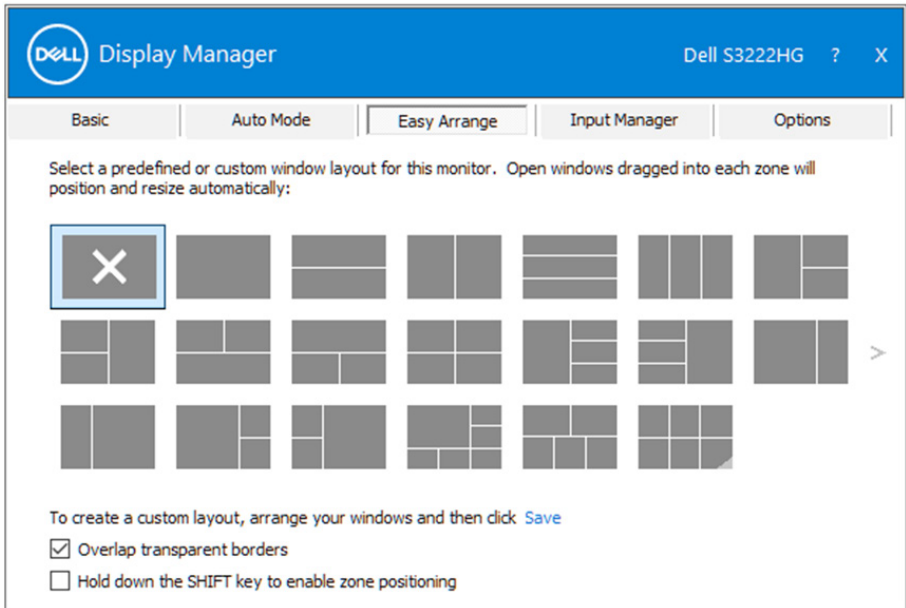 DELL Display Manager Dell S3222HG ? X
Basic Auto Mode Easy Arrange Input Manager Options
Select a predefined or custom window layout for this monitor. Open windows dragged into each zone will
position and resize automatically:
>
To create a custom layout, arrange your windows and then click Save
Overlap transparent borders
Hold down the SHIFT key to enable zone positioning